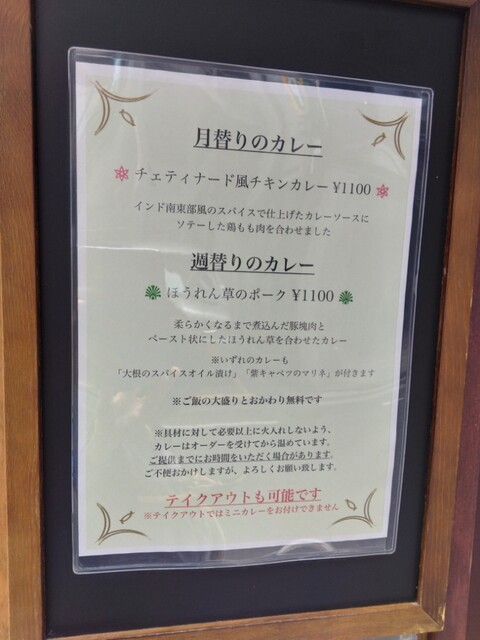 月替りのカレー
チェティナード風チキンカレー ¥1100
インド南東部風のスパイスで仕上げたカレーソースに
ソテーした鶏もも肉を合わせました
週替りのカレー
ほうれん草のポーク ¥1100
柔らかくなるまで煮込んだ豚塊肉と
ペースト状にしたほうれん草を合わせたカレー
※いずれのカレーも
「大根のスパイスオイル漬け」「紫キャベツのマリネ」が付きます
※ご飯の大盛りとおかわり無料です
※具材に対して必要以上に火入れしないよう、
カレーはオーダーを受けてから温めています。
ご提供までにお時間をいただく場合があります。
ご不便おかけしますが、よろしくお願い致します。
テイクアウトも可能です
※テイクアウトではミニカレーをお付けできません